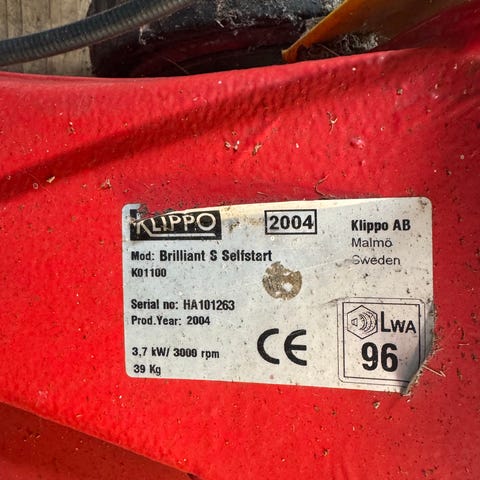 KLIPPO
2004
Klippo AB
Malmö
Sweden
Mod: Brilliant S Selfstart
K01100
Serial no: HA101263
Prod.Year: 2004
3,7 kW/ 3000 rpm
39 Kg
CE
LWA
96